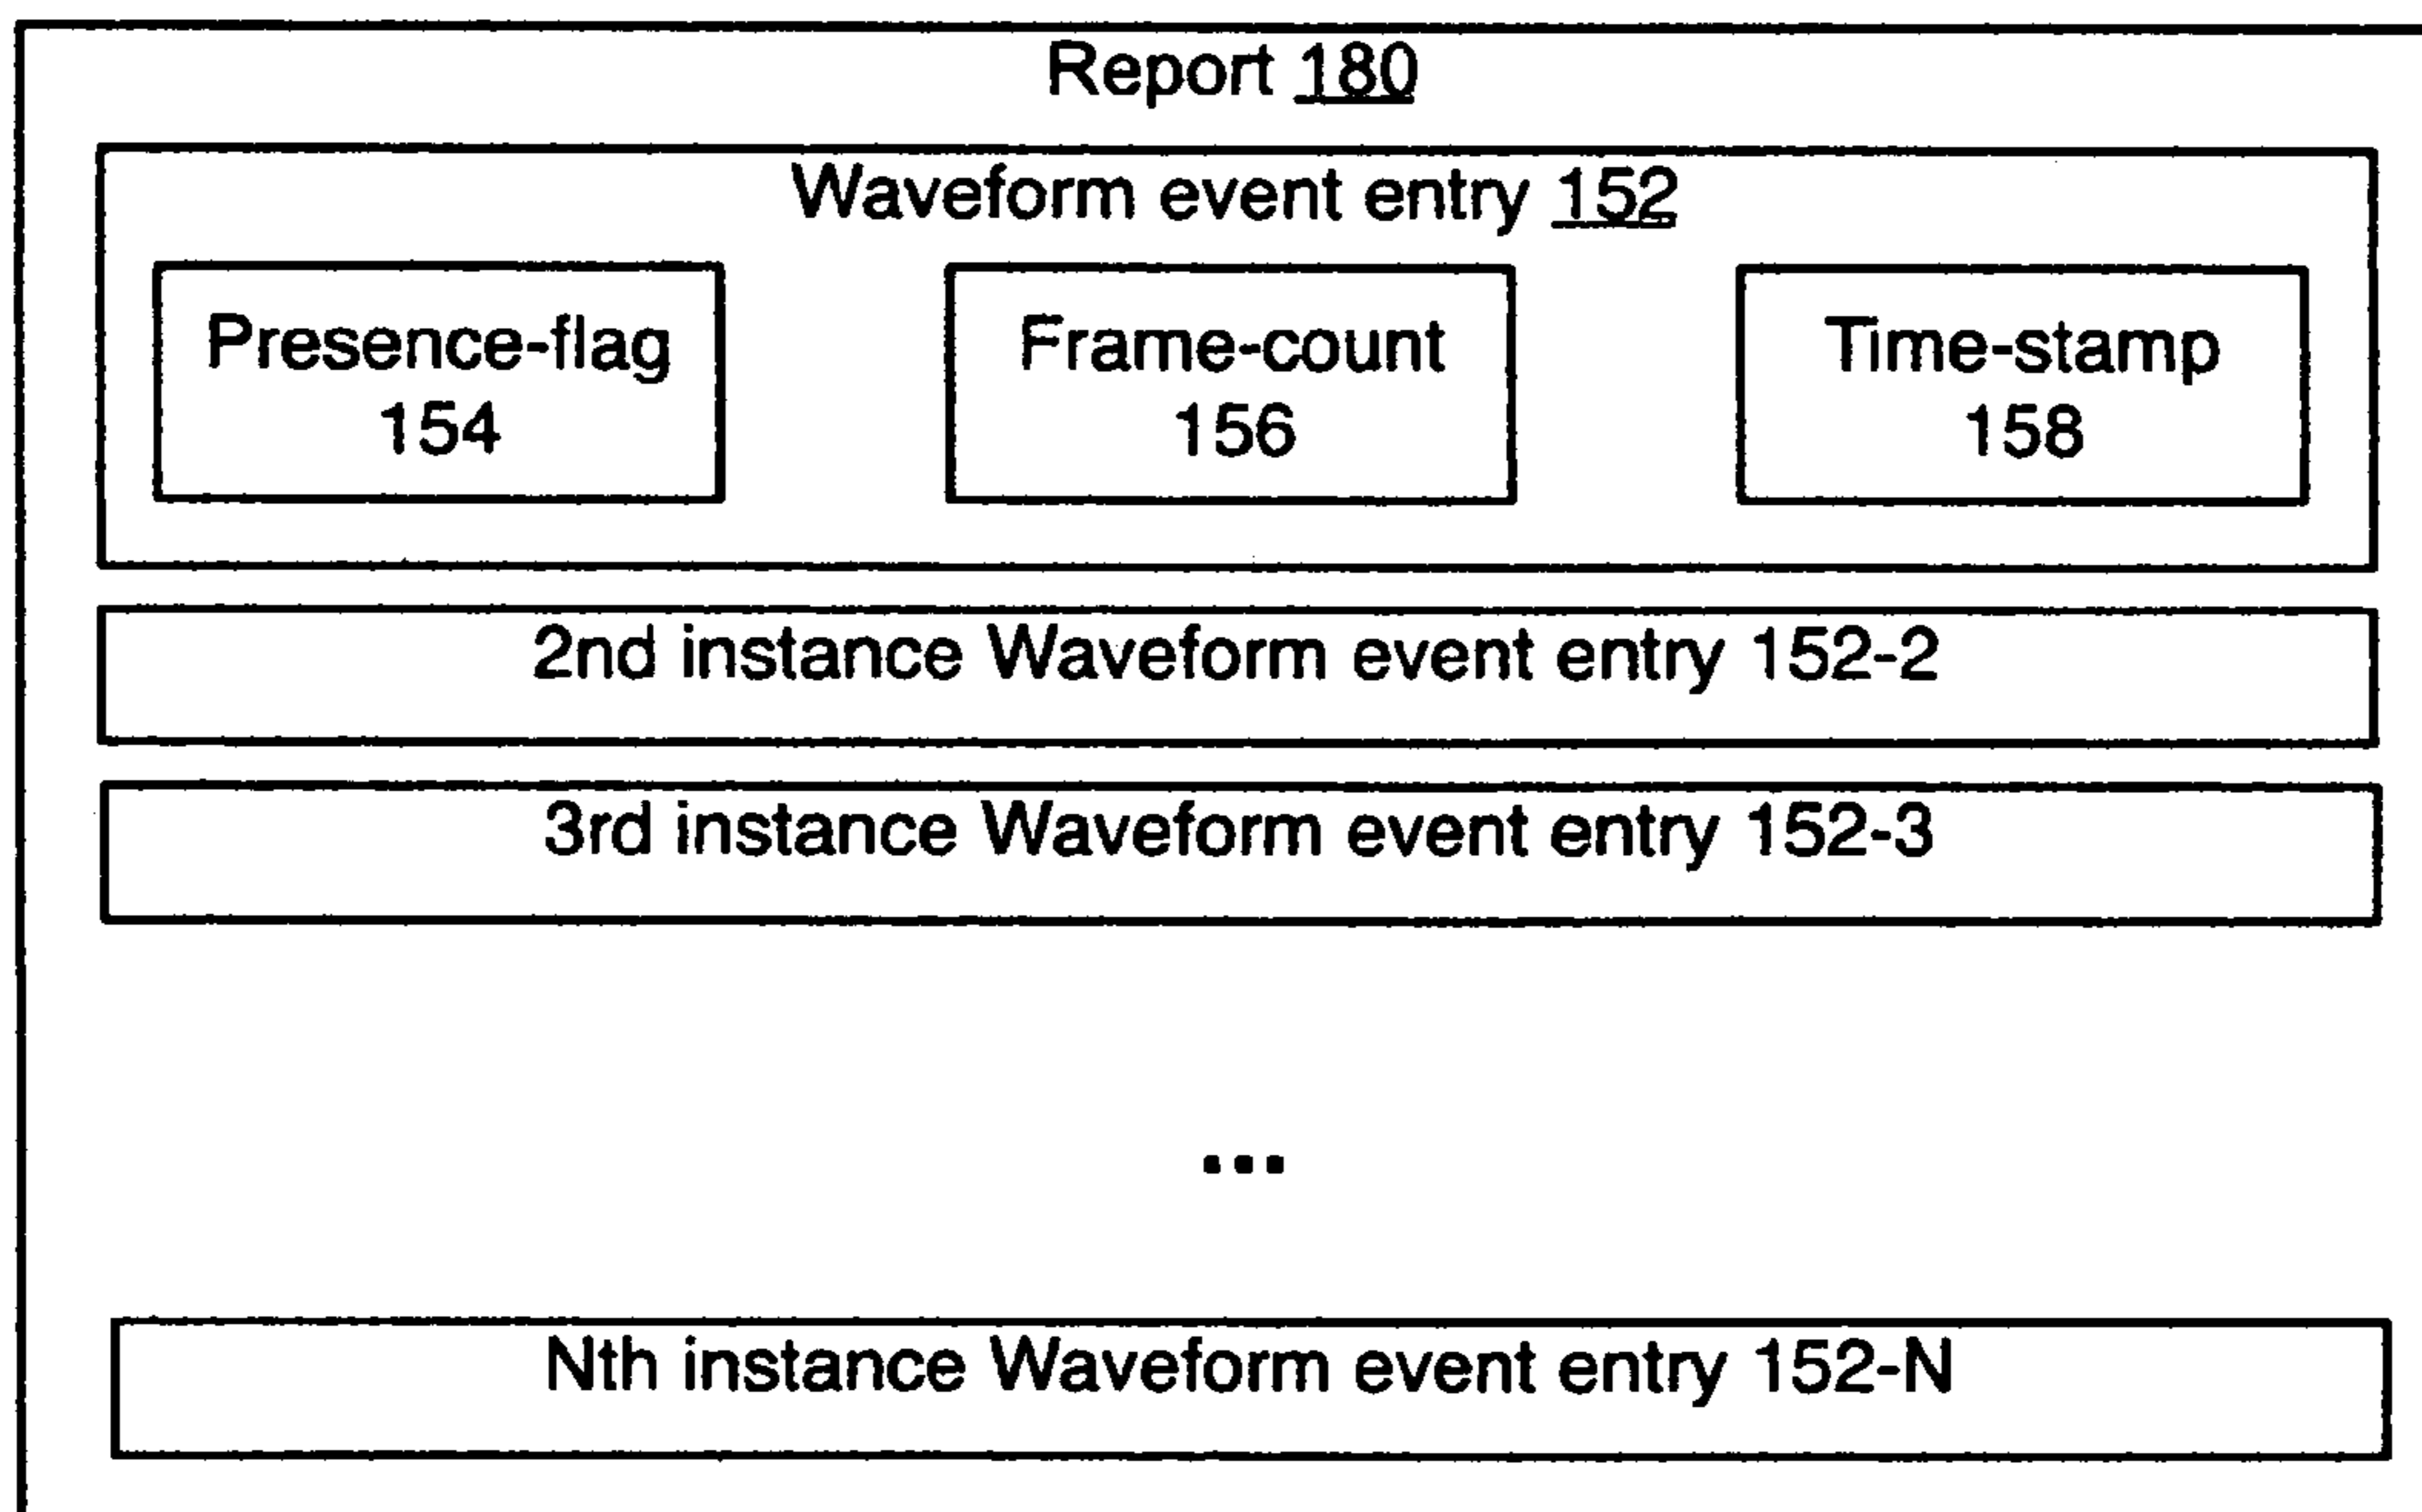 Report 180
Waveform event entry 152
Presence-flag
154
Frame-count
156
Time-stamp
158
2nd instance Waveform event entry 152-2
3rd instance Waveform event entry 152-3
...
Nth instance Waveform event entry 152-N